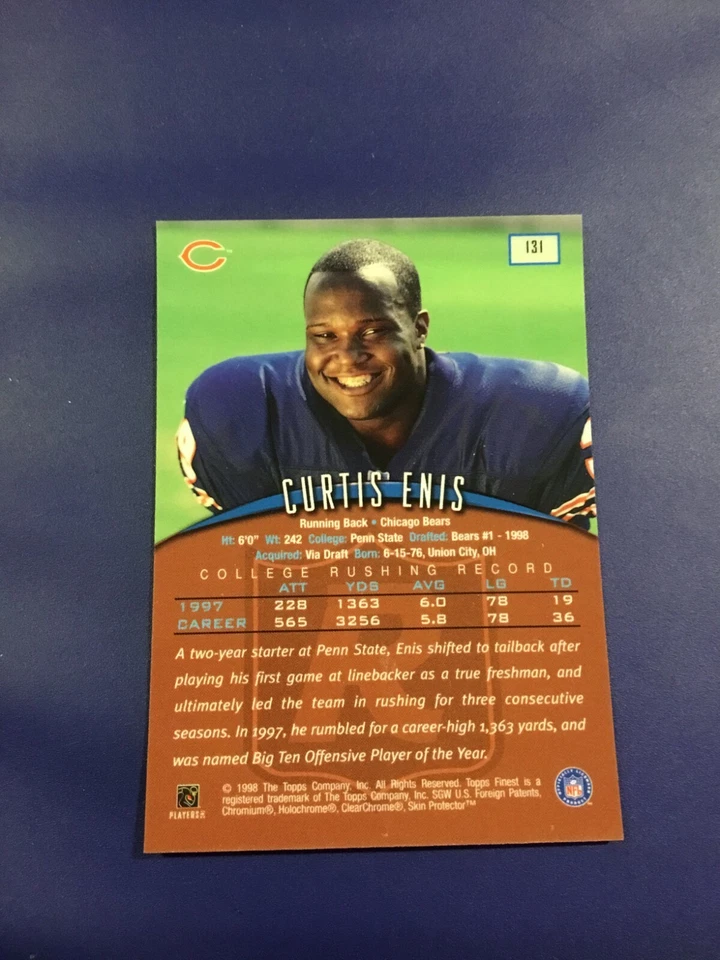 131
CURTIS ENIS
Running Back • Chicago Bears
Ht: 6'0" Wt: 242 College: Penn State Drafted: Bears #1 - 1998
Acquired: Via Draft Born: 6-15-76, Union City, OH
COLLEGE RUSHING RECORD
ATT YDS AVG LG TD
1997 228 1363 6.0 78 19
CAREER 565 3256 5.8 78 36
A two-year starter at Penn State, Enis shifted to tailback after
playing his first game at linebacker as a true freshman, and
ultimately led the team in rushing for three consecutive
seasons. In 1997, he rumbled for a career-high 1,363 yards, and
was named Big Ten Offensive Player of the Year.
© 1998 The Topps Company, Inc. All Rights Reserved. Topps Finest is a
registered trademark of The Topps Company, Inc. SGW U.S. Foreign Patents,
Chromium®, Holochrome®, ClearChrome®, Skin Protector™
PLAYERS
NFL